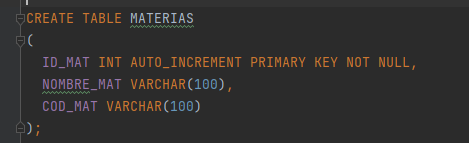 CREATE TABLE MATERIAS
(
ID_MAT INT AUTO_INCREMENT PRIMARY KEY NOT NULL,
NOMBRE_MAT VARCHAR(100),
COD_MAT VARCHAR(100)
);